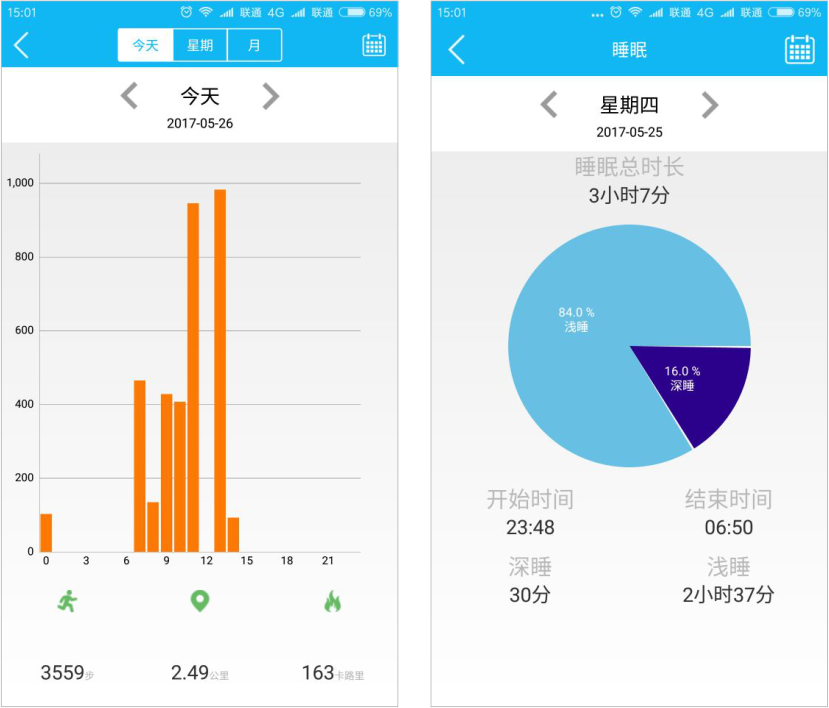 15:01 联通 4G 联通 69%
今天 星期 月
今天
2017-05-26
1,000
800
600
400
200
0
0 3 6 9 12 15 18 21
3559步 2.49公里 163卡路里
15:01 ... 联通 4G 联通 69%
睡眠
星期四
2017-05-25
睡眠总时长
3小时7分
84.0 %
浅睡
16.0 %
深睡
开始时间 结束时间
23:48 06:50
深睡 浅睡
30分 2小时37分